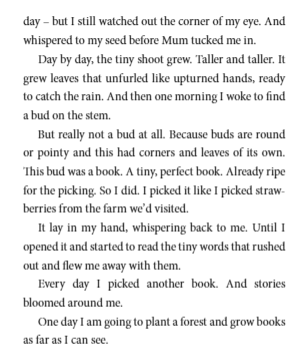 day – but I still watched out the corner of my eye. And
whispered to my seed before Mum tucked me in.
Day by day, the tiny shoot grew. Taller and taller. It
grew leaves that unfurled like upturned hands, ready
to catch the rain. And then one morning I woke to find
a bud on the stem.
But really not a bud at all. Because buds are round
or pointy and this had corners and leaves of its own.
This bud was a book. A tiny, perfect book. Already ripe
for the picking. So I did. I picked it like I picked straw-
berries from the farm we’d visited.
It lay in my hand, whispering back to me. Until I
opened it and started to read the tiny words that rushed
out and flew me away with them.
Every day I picked another book. And stories
bloomed around me.
One day I am going to plant a forest and grow books
as far as I can see.